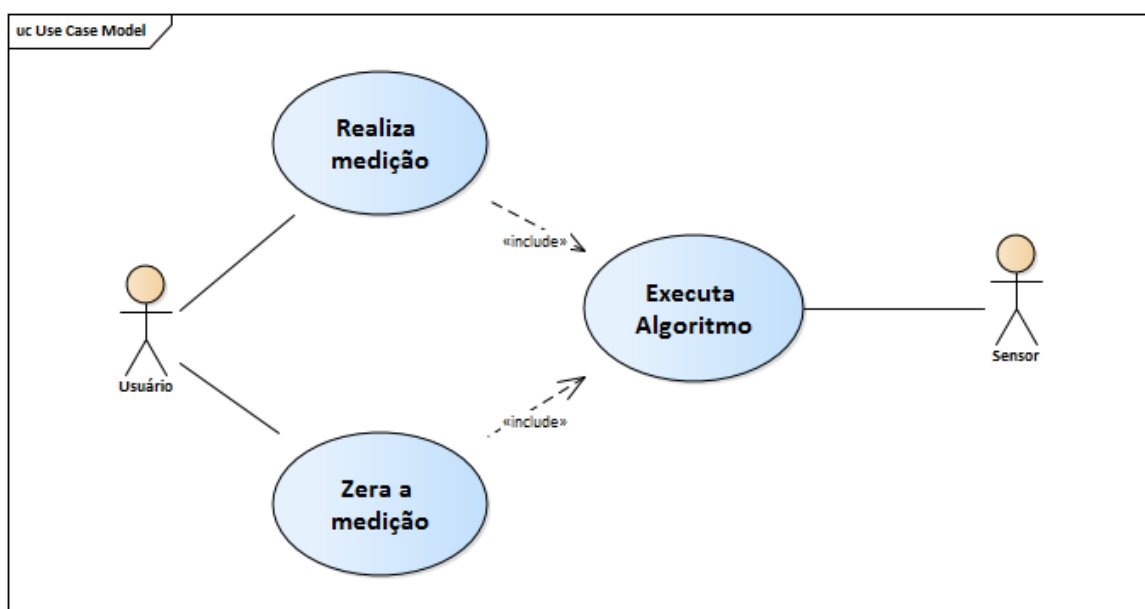 uc Use Case Model
Realiza
medição
«include»
Executa
Algoritmo
Usuário
Sensor
«include»
Zera a
medição